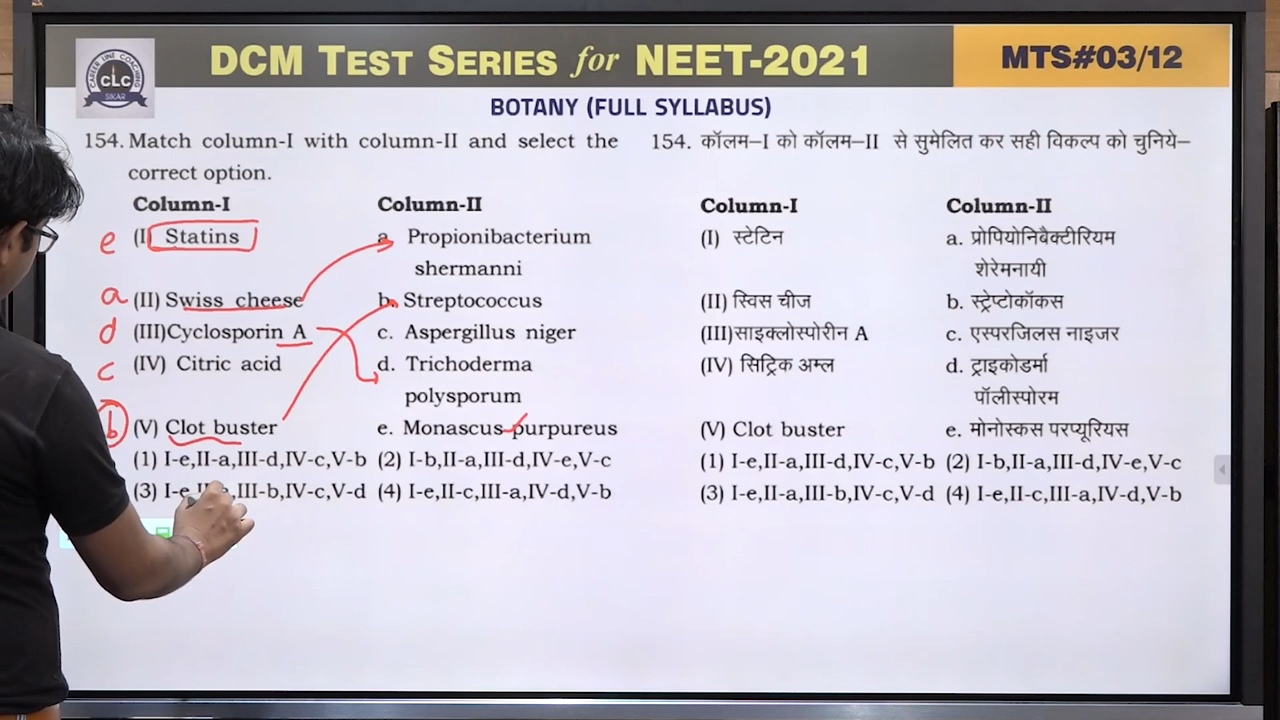 CAREER LINE COACHING
CLC
SIKAR
DCM TEST SERIES for NEET-2021
MTS#03/12
BOTANY (FULL SYLLABUS)
154. Match column-I with column-II and select the
correct option.
Column-I Column-II
e (I) Statins a. Propionibacterium
shermanni
a (II) Swiss cheese b. Streptococcus
d (III)Cyclosporin A c. Aspergillus niger
c (IV) Citric acid d. Trichoderma
polysporum
b (V) Clot buster e. Monascus purpureus
(1) I-e,II-a,III-d,IV-c,V-b (2) I-b,II-a,III-d,IV-e,V-c
(3) I-e, ,III-b,IV-c,V-d (4) I-e,II-c,III-a,IV-d,V-b
154. कॉलम–I को कॉलम–II से सुमेलित कर सही विकल्प को चुनिये–
Column-I Column-II
(I) स्टेटिन a. प्रोपियोनिबैक्टीरियम
शेरेमनायी
(II) स्विस चीज b. स्ट्रेप्टोकॉकस
(III)साइक्लोस्पोरीन A c. एस्परजिलस नाइजर
(IV) सिट्रिक अम्ल d. ट्राइकोडर्मा
पॉलीस्पोरम
(V) Clot buster e. मोनोस्कस परप्यूरियस
(1) I-e,II-a,III-d,IV-c,V-b (2) I-b,II-a,III-d,IV-e,V-c
(3) I-e,II-a,III-b,IV-c,V-d (4) I-e,II-c,III-a,IV-d,V-b